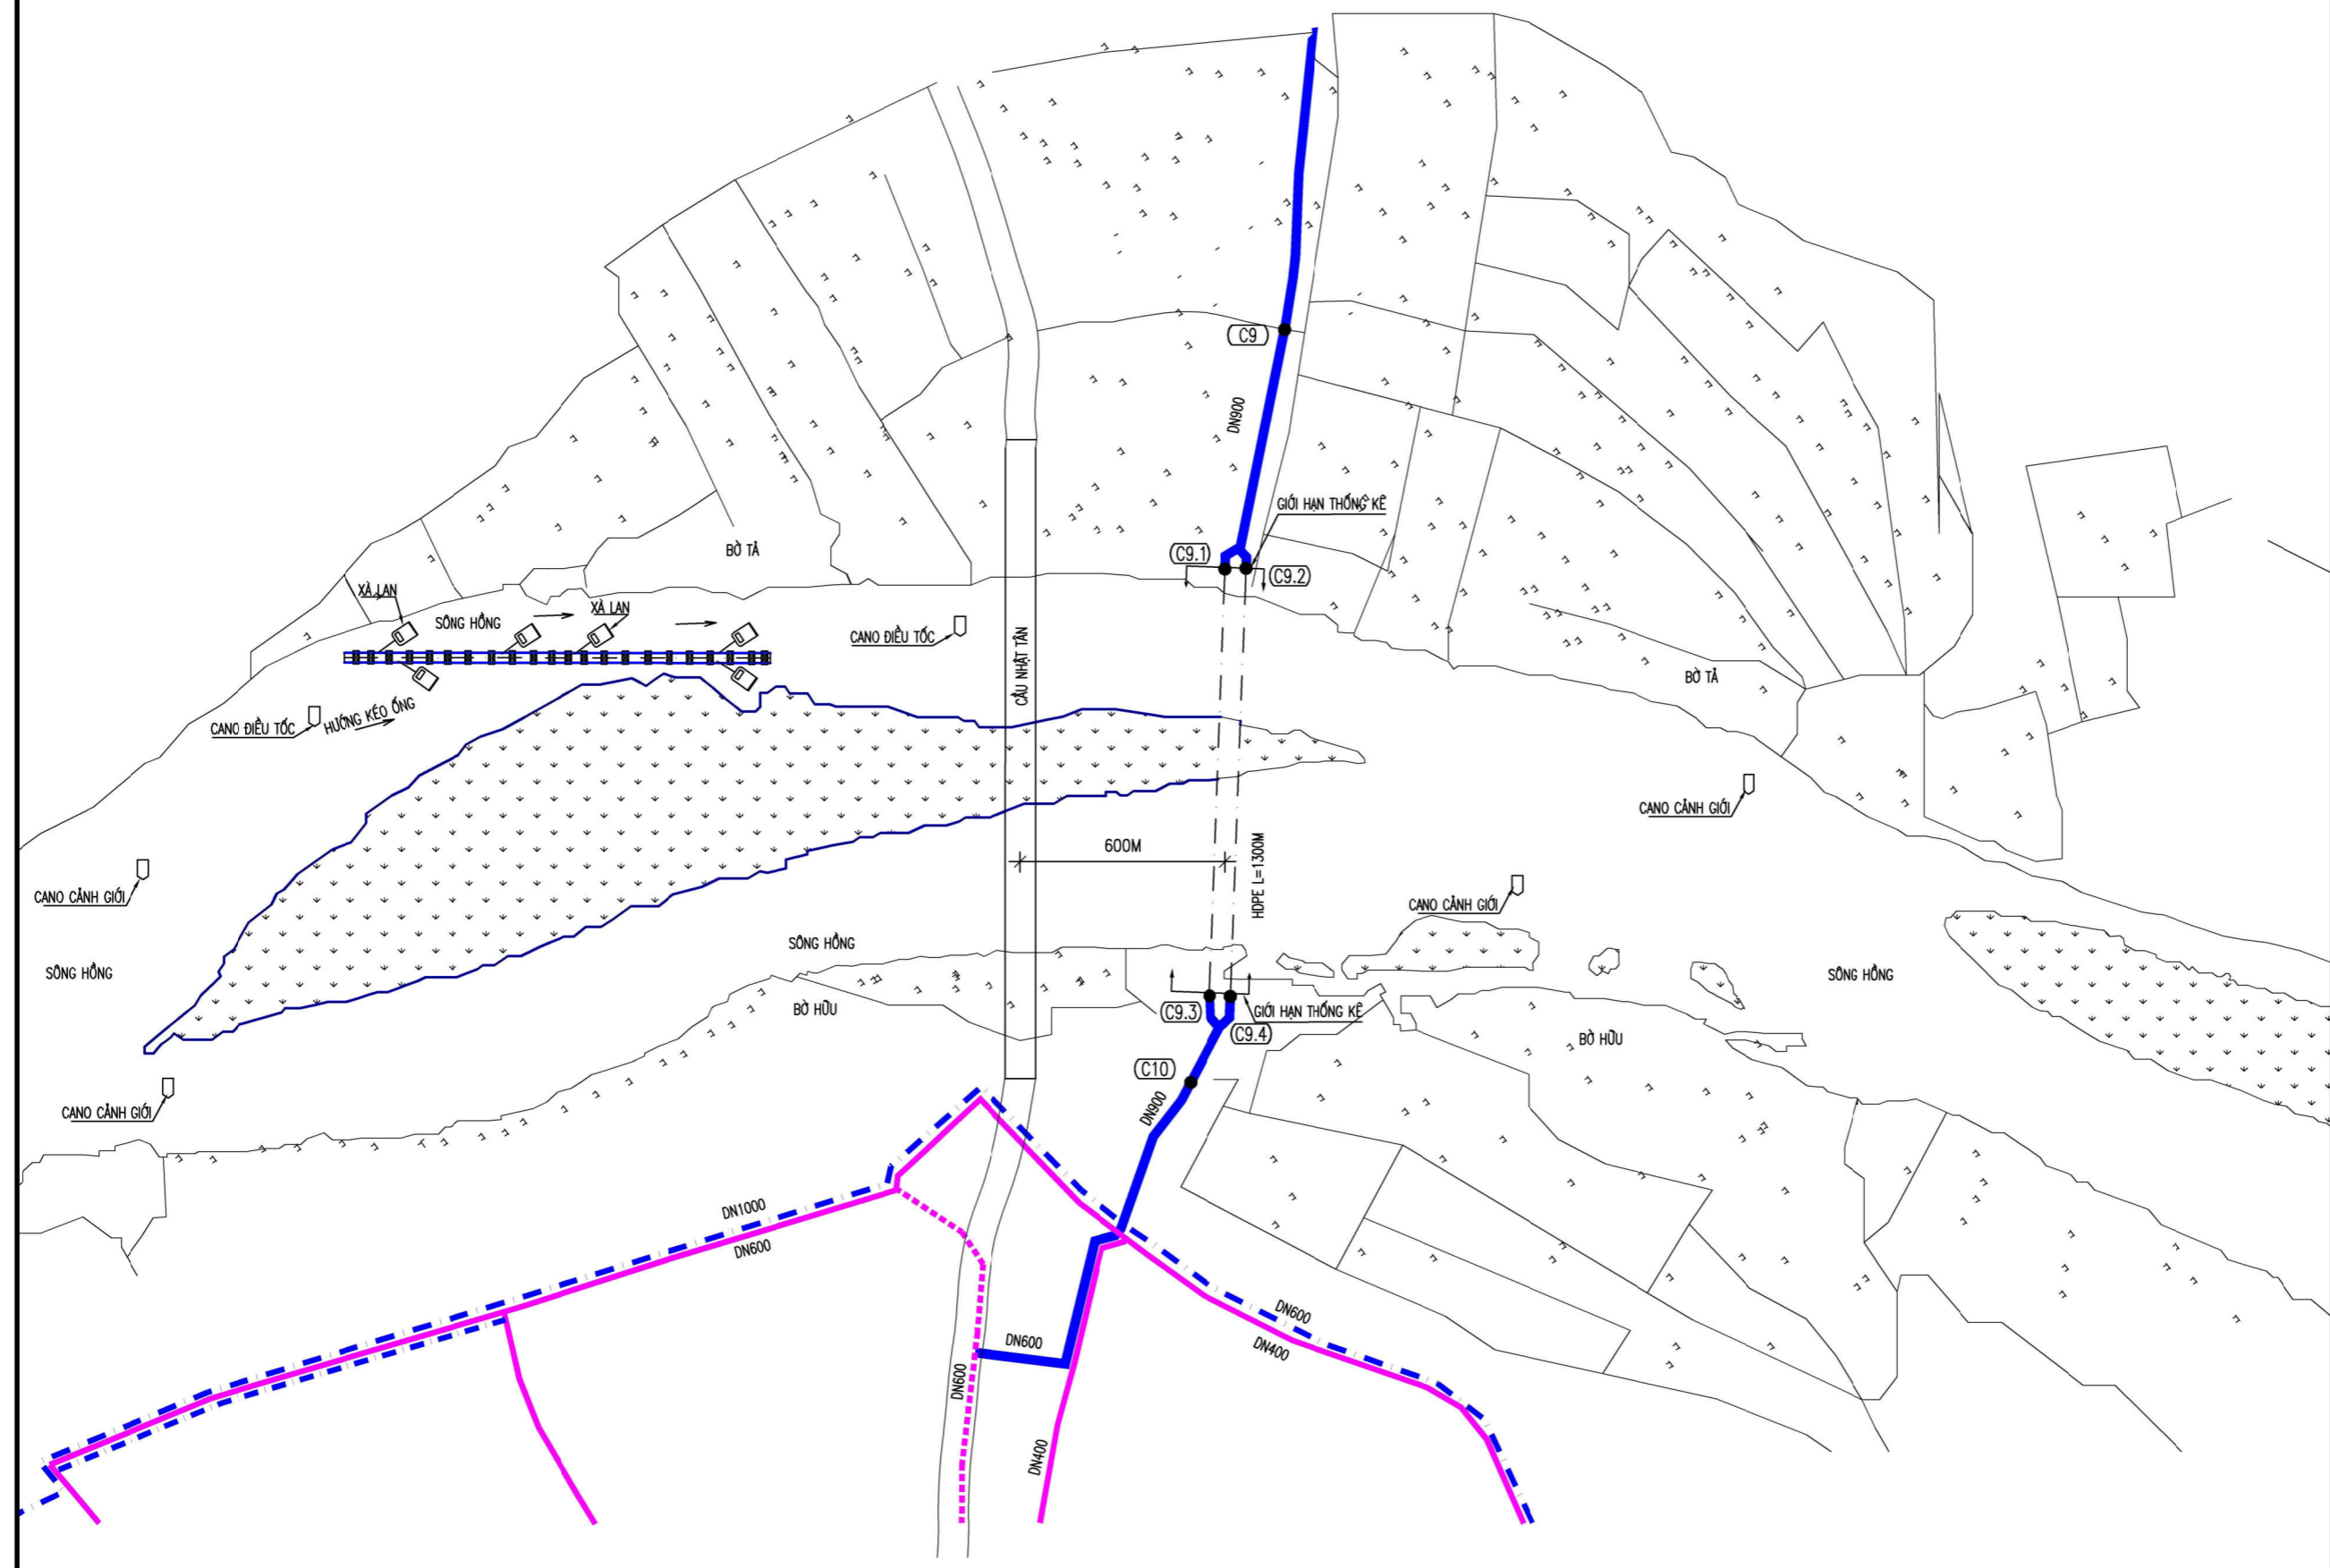 C9
DN900
GIỚI HẠN THỐNG KÊ
C9.1
C9.2
BỜ TẢ
XÀ LAN
XÀ LAN
SÔNG HỒNG
CANO ĐIỀU TỐC
CẦU NHẬT TÂN
BỜ TẢ
HƯỚNG KÉO ỐNG
CANO ĐIỀU TỐC
CANO CẢNH GIỚI
600M
HDPE L=1300M
CANO CẢNH GIỚI
CANO CẢNH GIỚI
SÔNG HỒNG
SÔNG HỒNG
SÔNG HỒNG
BỜ HỮU
C9.3
GIỚI HẠN THỐNG KÊ
C9.4
BỜ HỮU
C10
CANO CẢNH GIỚI
DN900
DN1000
DN600
DN600
DN600
DN400
DN600
DN400